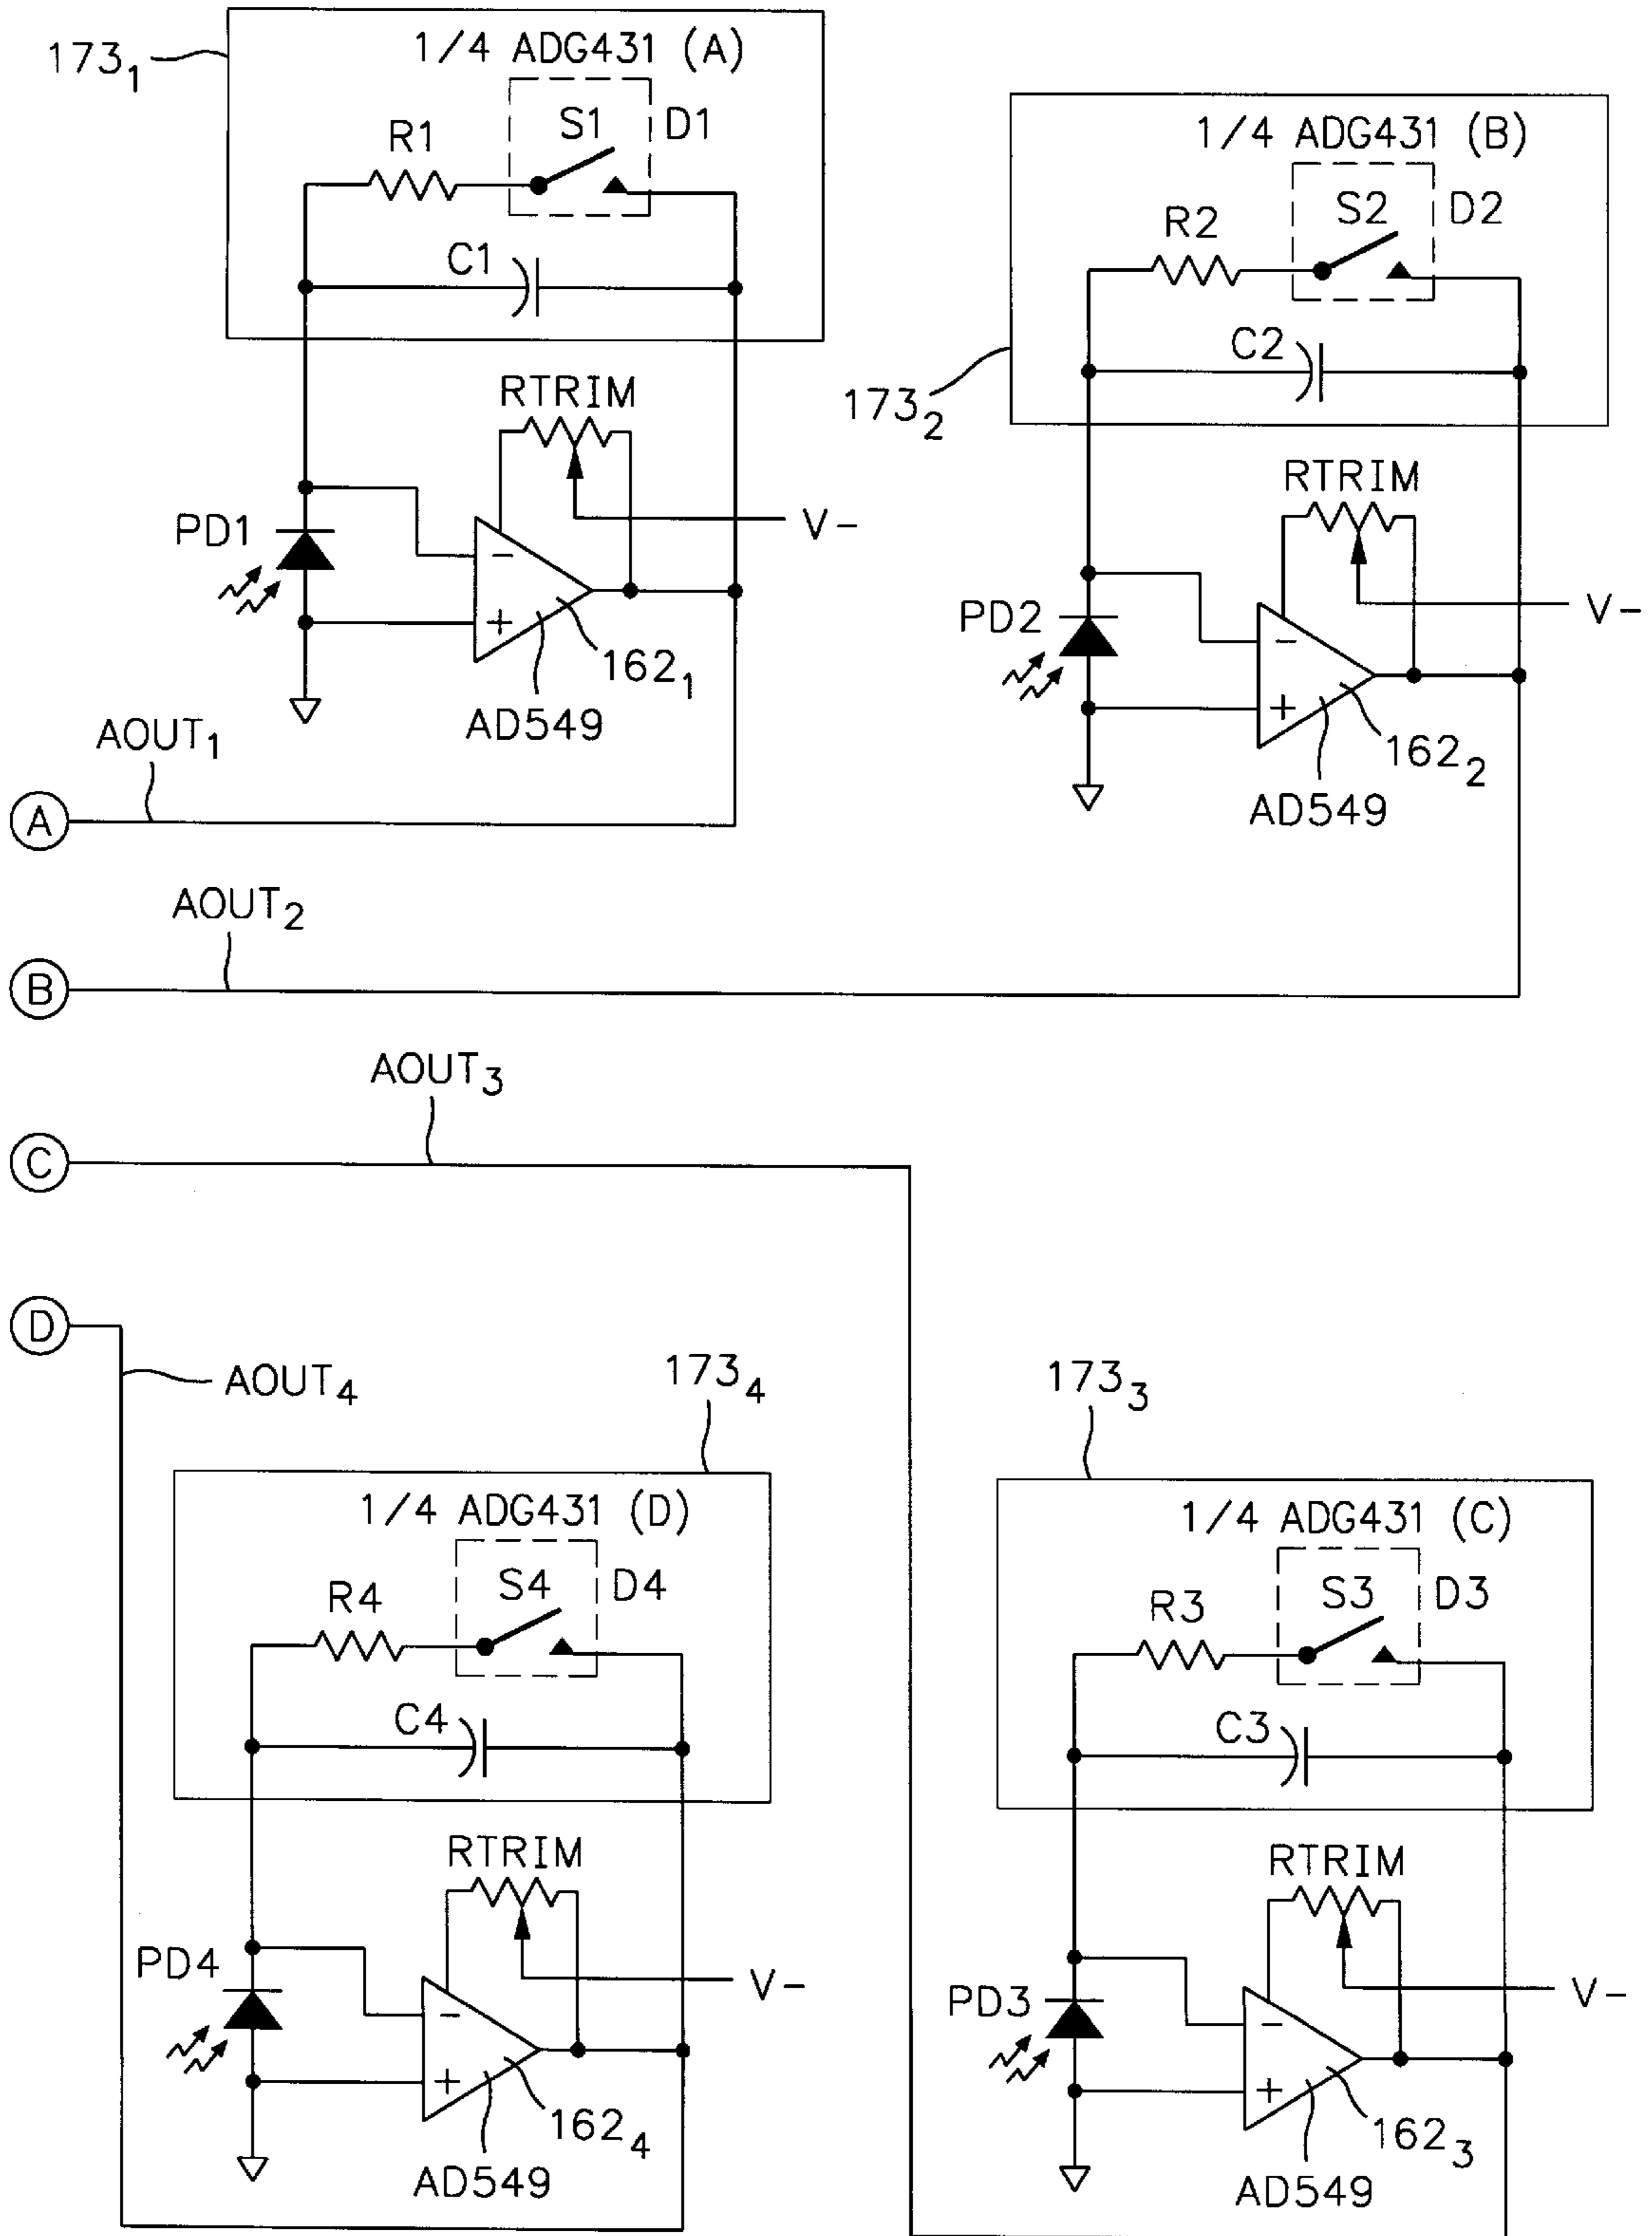 173₁
1/4 ADG431 (A)
R1
S1
D1
C1
RTRIM
PD1
V-
-
+
162₁
AD549
173₂
1/4 ADG431 (B)
R2
S2
D2
C2
RTRIM
PD2
V-
-
+
162₂
AD549
AOUT₁
A
AOUT₂
B
AOUT₃
C
D
AOUT₄
173₄
1/4 ADG431 (D)
R4
S4
D4
C4
RTRIM
PD4
V-
-
+
162₄
AD549
173₃
1/4 ADG431 (C)
R3
S3
D3
C3
RTRIM
PD3
V-
-
+
162₃
AD549